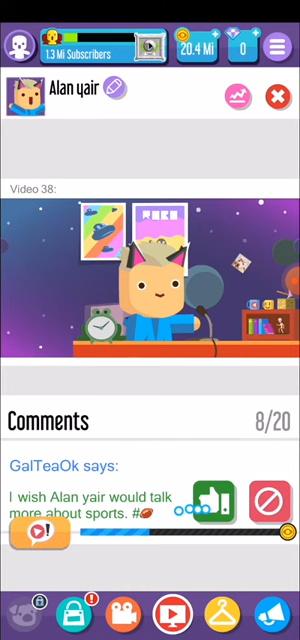 1.3 Mi Subscribers
20.4 Mi
0
Alan yair
Video 38:
Comments 8/20
GalTeaOk says:
I wish Alan yair would talk
more about sports. #🏈
!
!